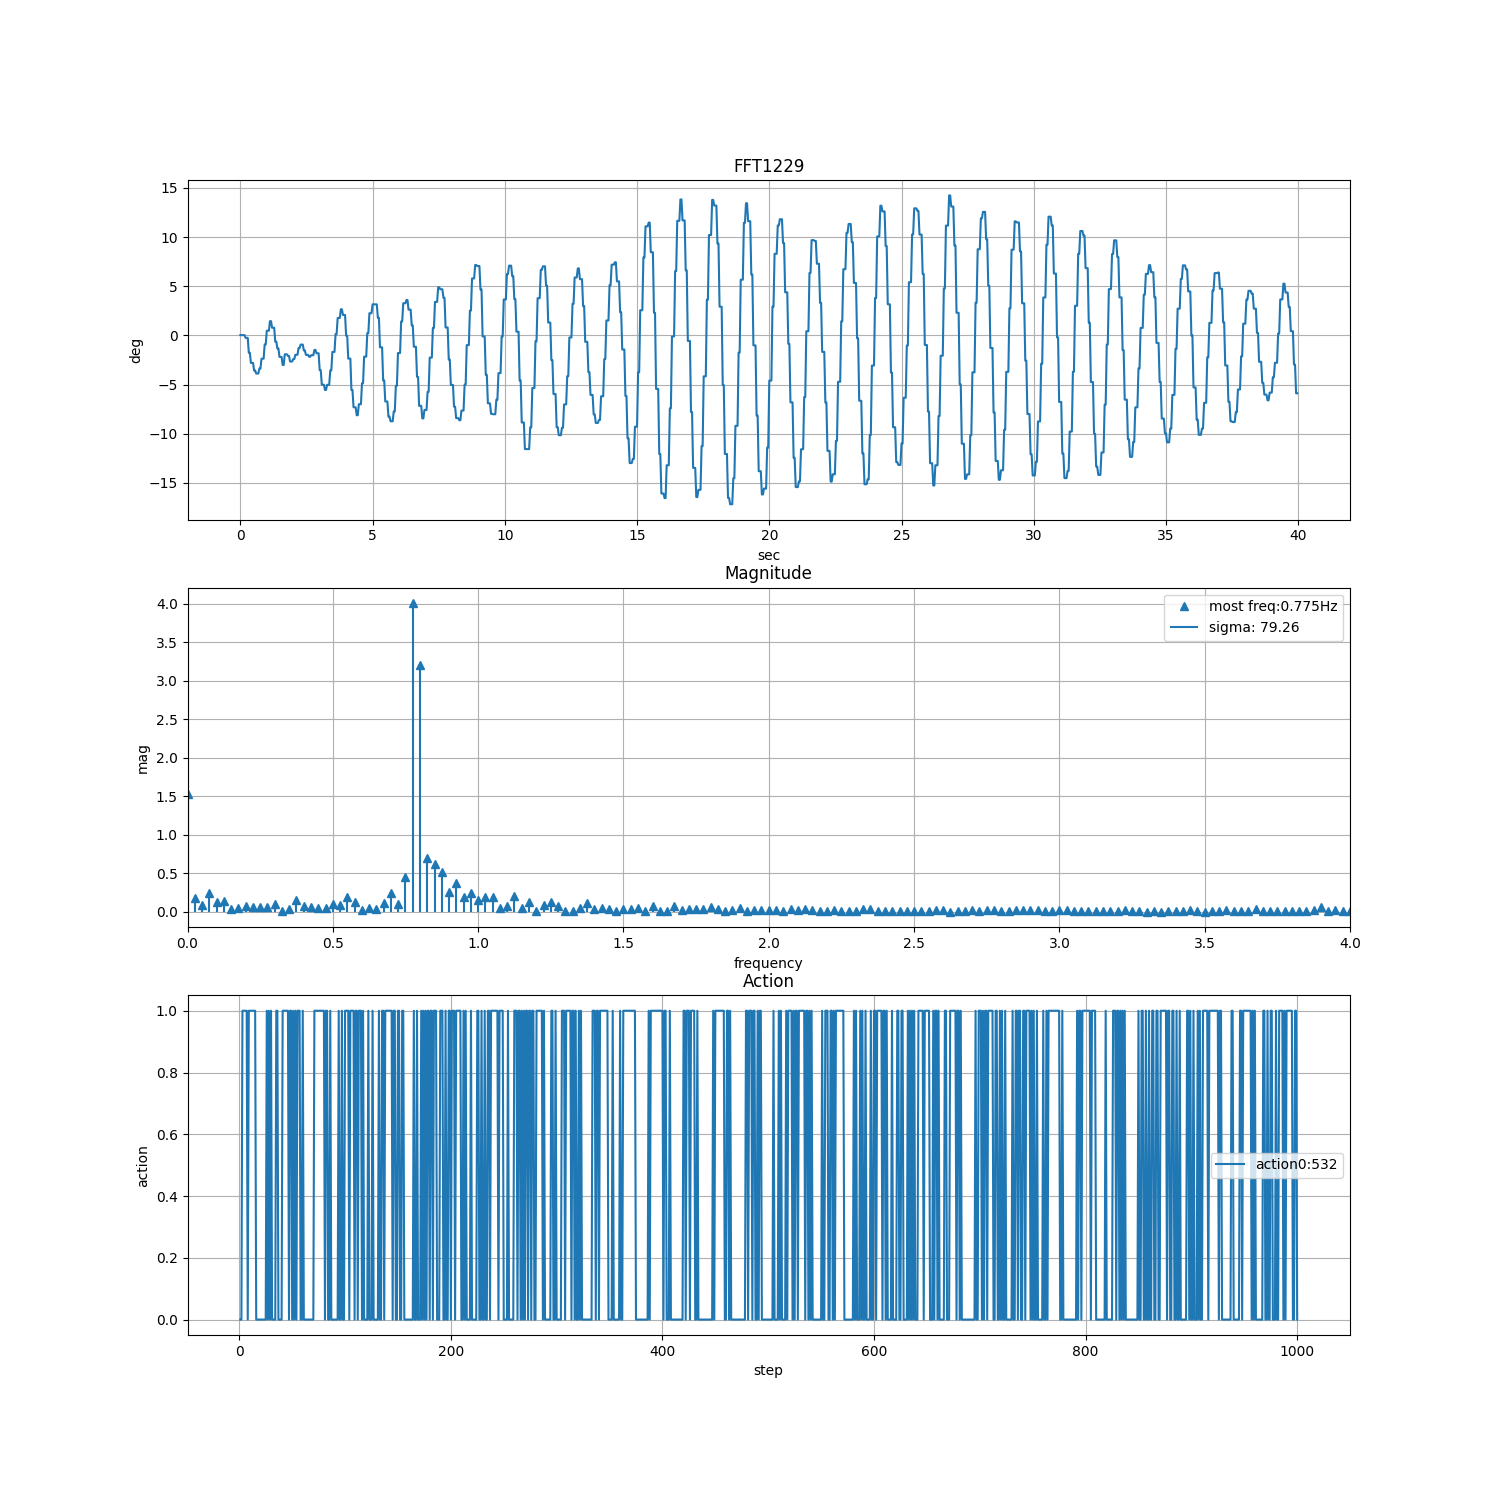 FFT1229
15
10
5
0
−5
−10
−15
deg
0 5 10 15 20 25 30 35 40
sec
Magnitude
4.0
3.5
3.0
2.5
2.0
1.5
1.0
0.5
0.0
mag
most freq:0.775Hz
sigma: 79.26
0.0 0.5 1.0 1.5 2.0 2.5 3.0 3.5 4.0
frequency
Action
1.0
0.8
0.6
0.4
0.2
0.0
action
action0:532
0 200 400 600 800 1000
step